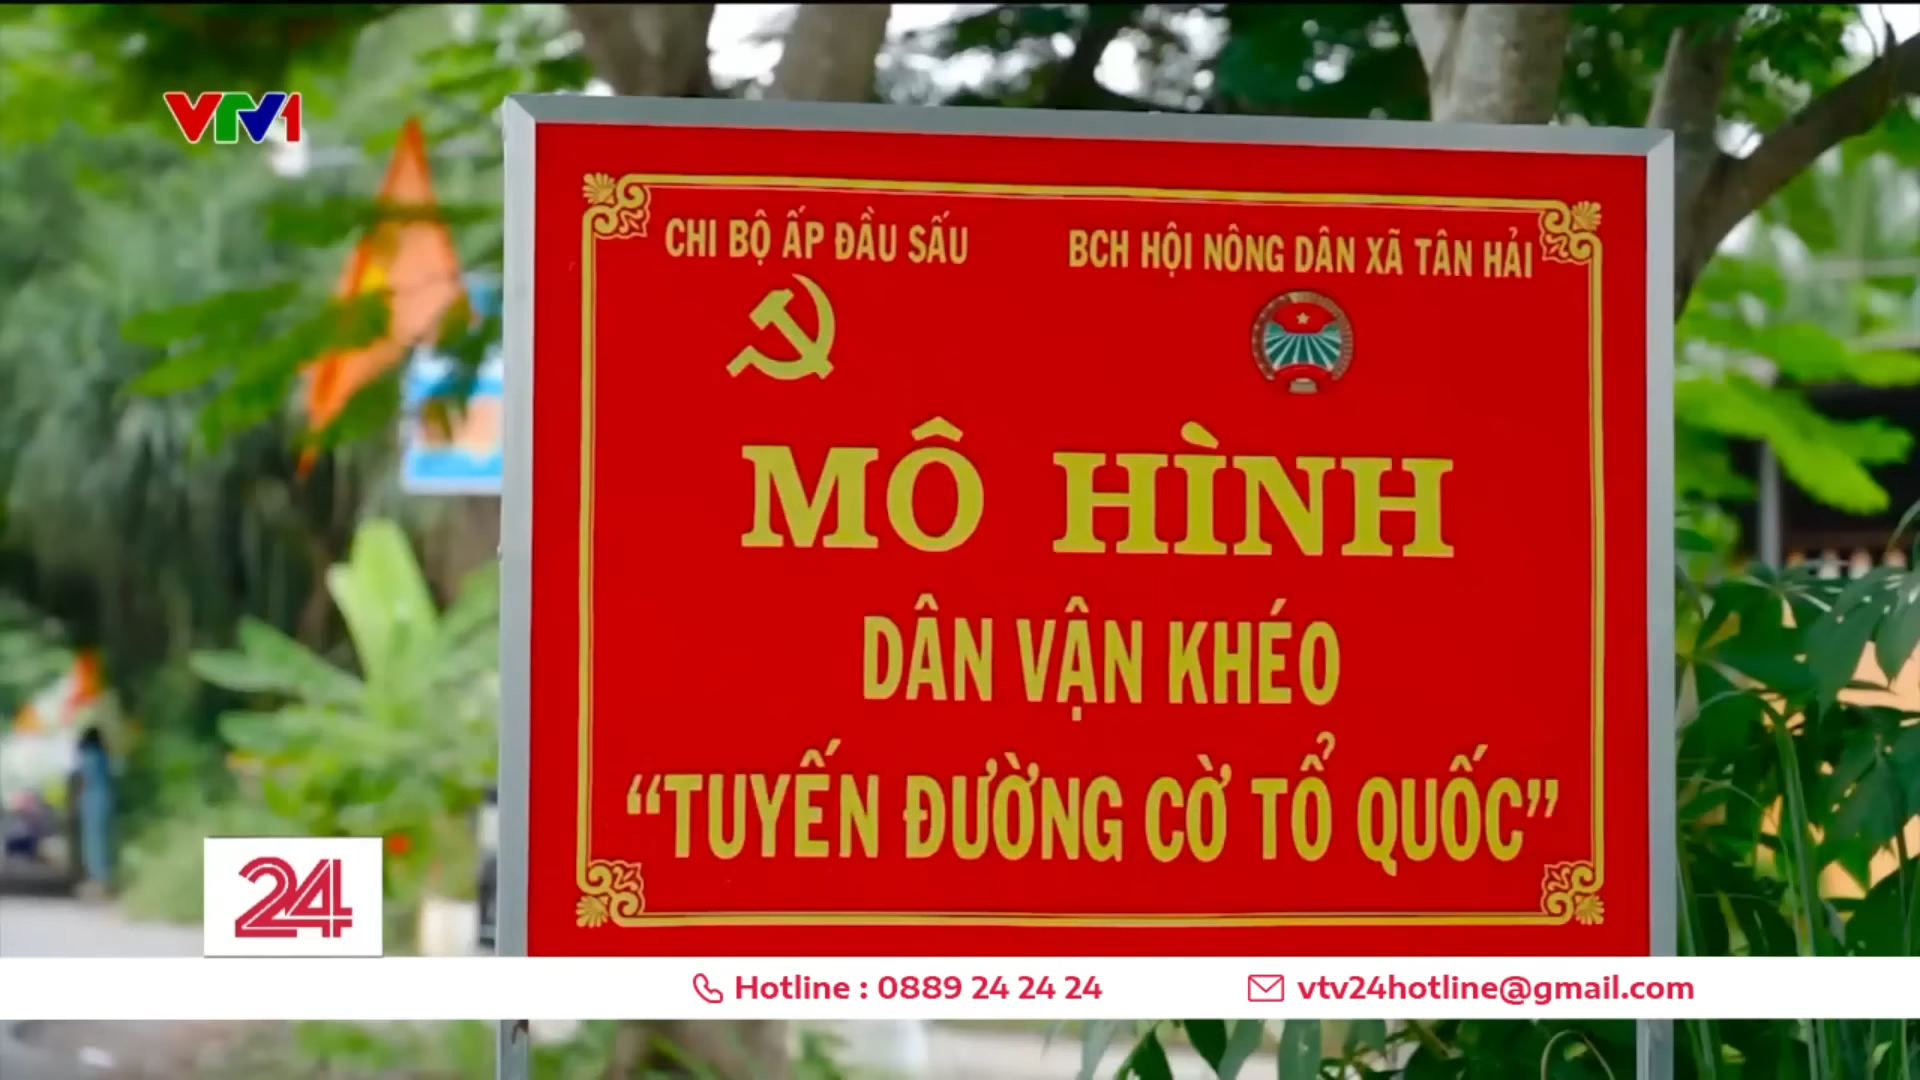 VTV1
CHI BỘ ẤP ĐẦU SẤU
BCH HỘI NÔNG DÂN XÃ TÂN HẢI
MÔ HÌNH
DÂN VẬN KHÉO
“TUYẾN ĐƯỜNG CỜ TỔ QUỐC”
24
Hotline : 0889 24 24 24
vtv24hotline@gmail.com